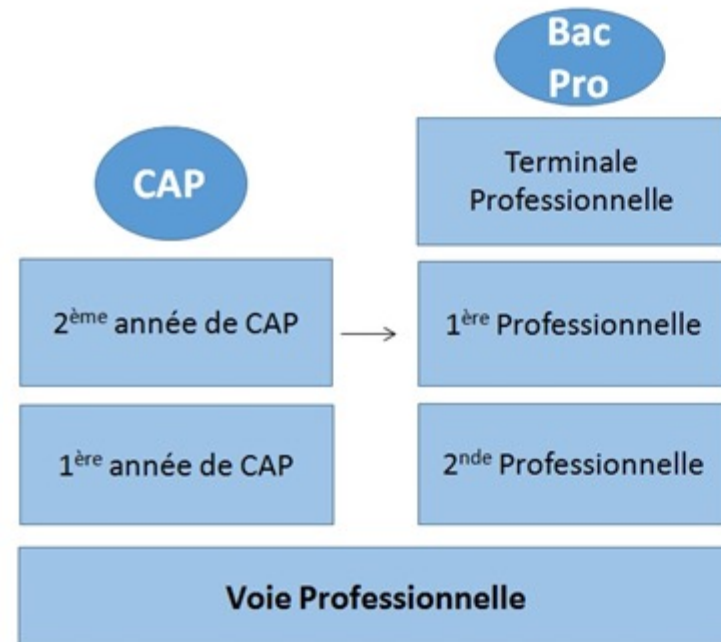 CAP
2ème année de CAP
1ère année de CAP
Bac
Pro
Terminale
Professionnelle
1ère Professionnelle
2nde Professionnelle
Voie Professionnelle